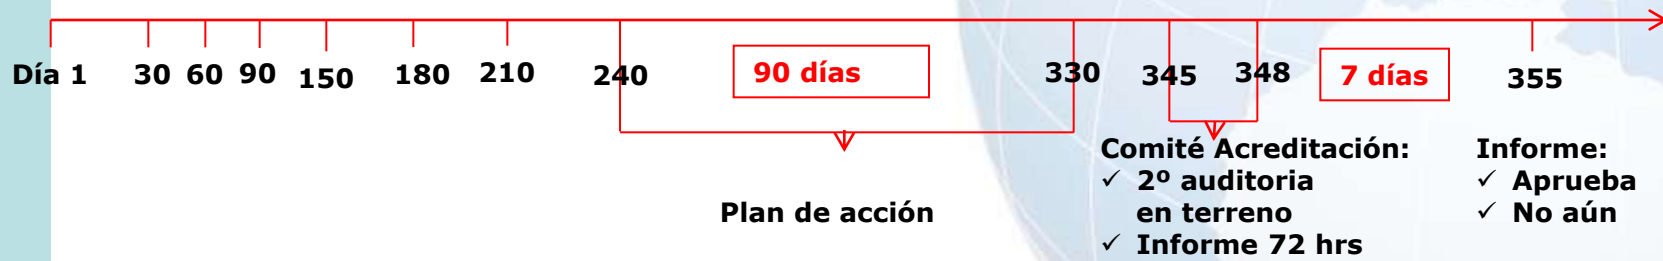 Día 1 30 60 90 150 180 210 240 90 días 330 345 348 7 días 355
Plan de acción
Comité Acreditación:
✓ 2º auditoria
en terreno
✓ Informe 72 hrs
Informe:
✓ Aprueba
✓ No aún